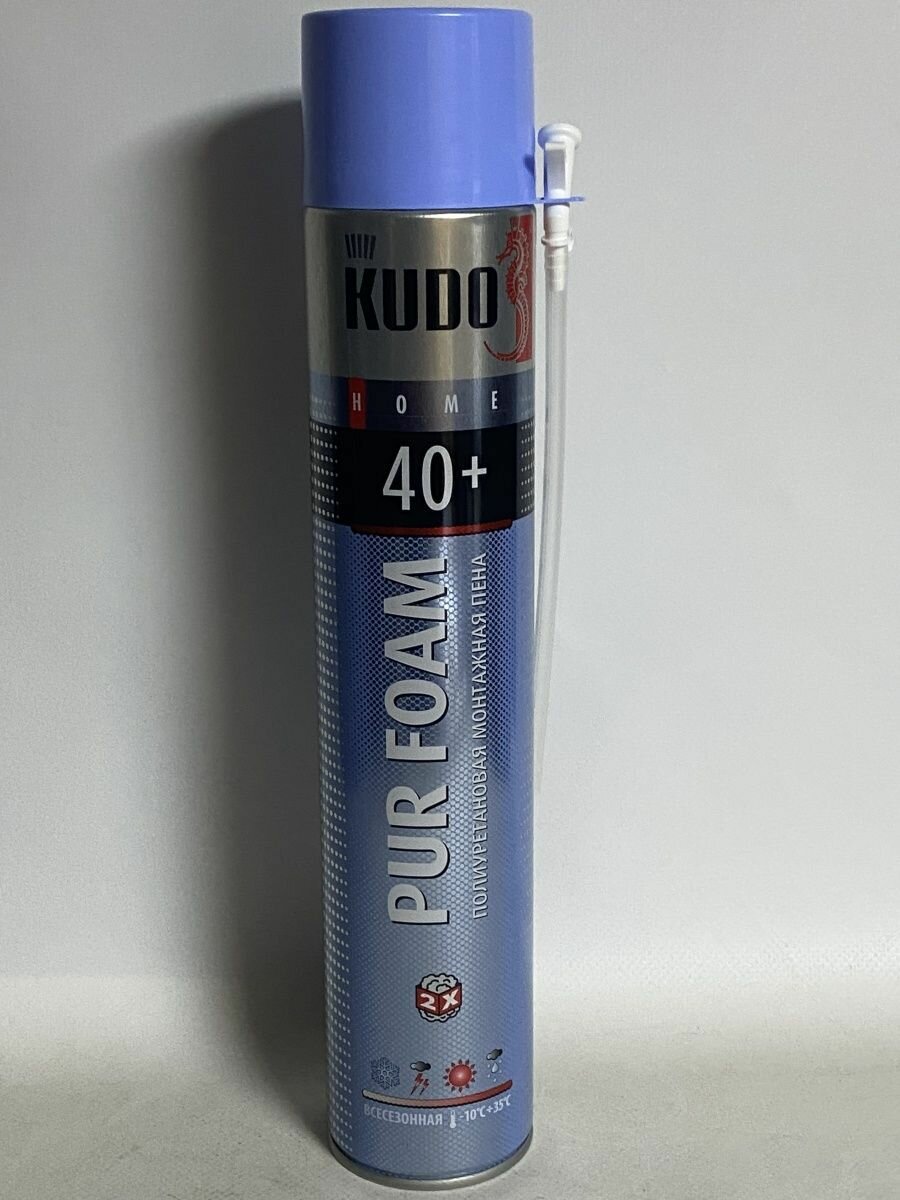 KUDO
HOME
40+
PUR FOAM
ПОЛИУРЕТАНОВАЯ МОНТАЖНАЯ ПЕНА
2X
ВСЕСЕЗОННАЯ -10°C+35°C